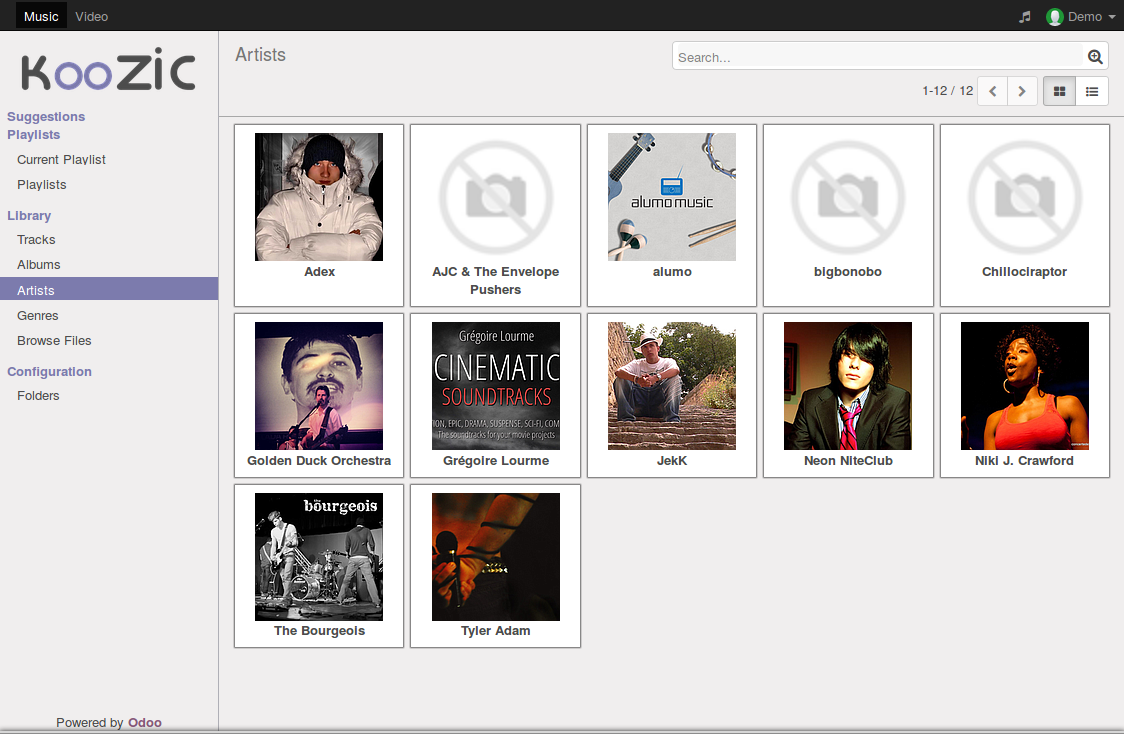 Music Video Demo
KooZic
Suggestions
Playlists
Current Playlist
Playlists
Library
Tracks
Albums
Artists
Genres
Browse Files
Configuration
Folders
Powered by Odoo
Artists
Search...
1-12 / 12
alumo music
Adex
AJC & The Envelope
Pushers
alumo
bigbonobo
Chillociraptor
Grégoire Lourme
CINEMATIC
SOUNDTRACKS
ION, EPIC, DRAMA, SUSPENSE, SCI-FI, COM
The soundtracks for your movie projects
Golden Duck Orchestra
Grégoire Lourme
JekK
Neon NiteClub
Niki J. Crawford
the
bourgeois
The Bourgeois
Tyler Adam